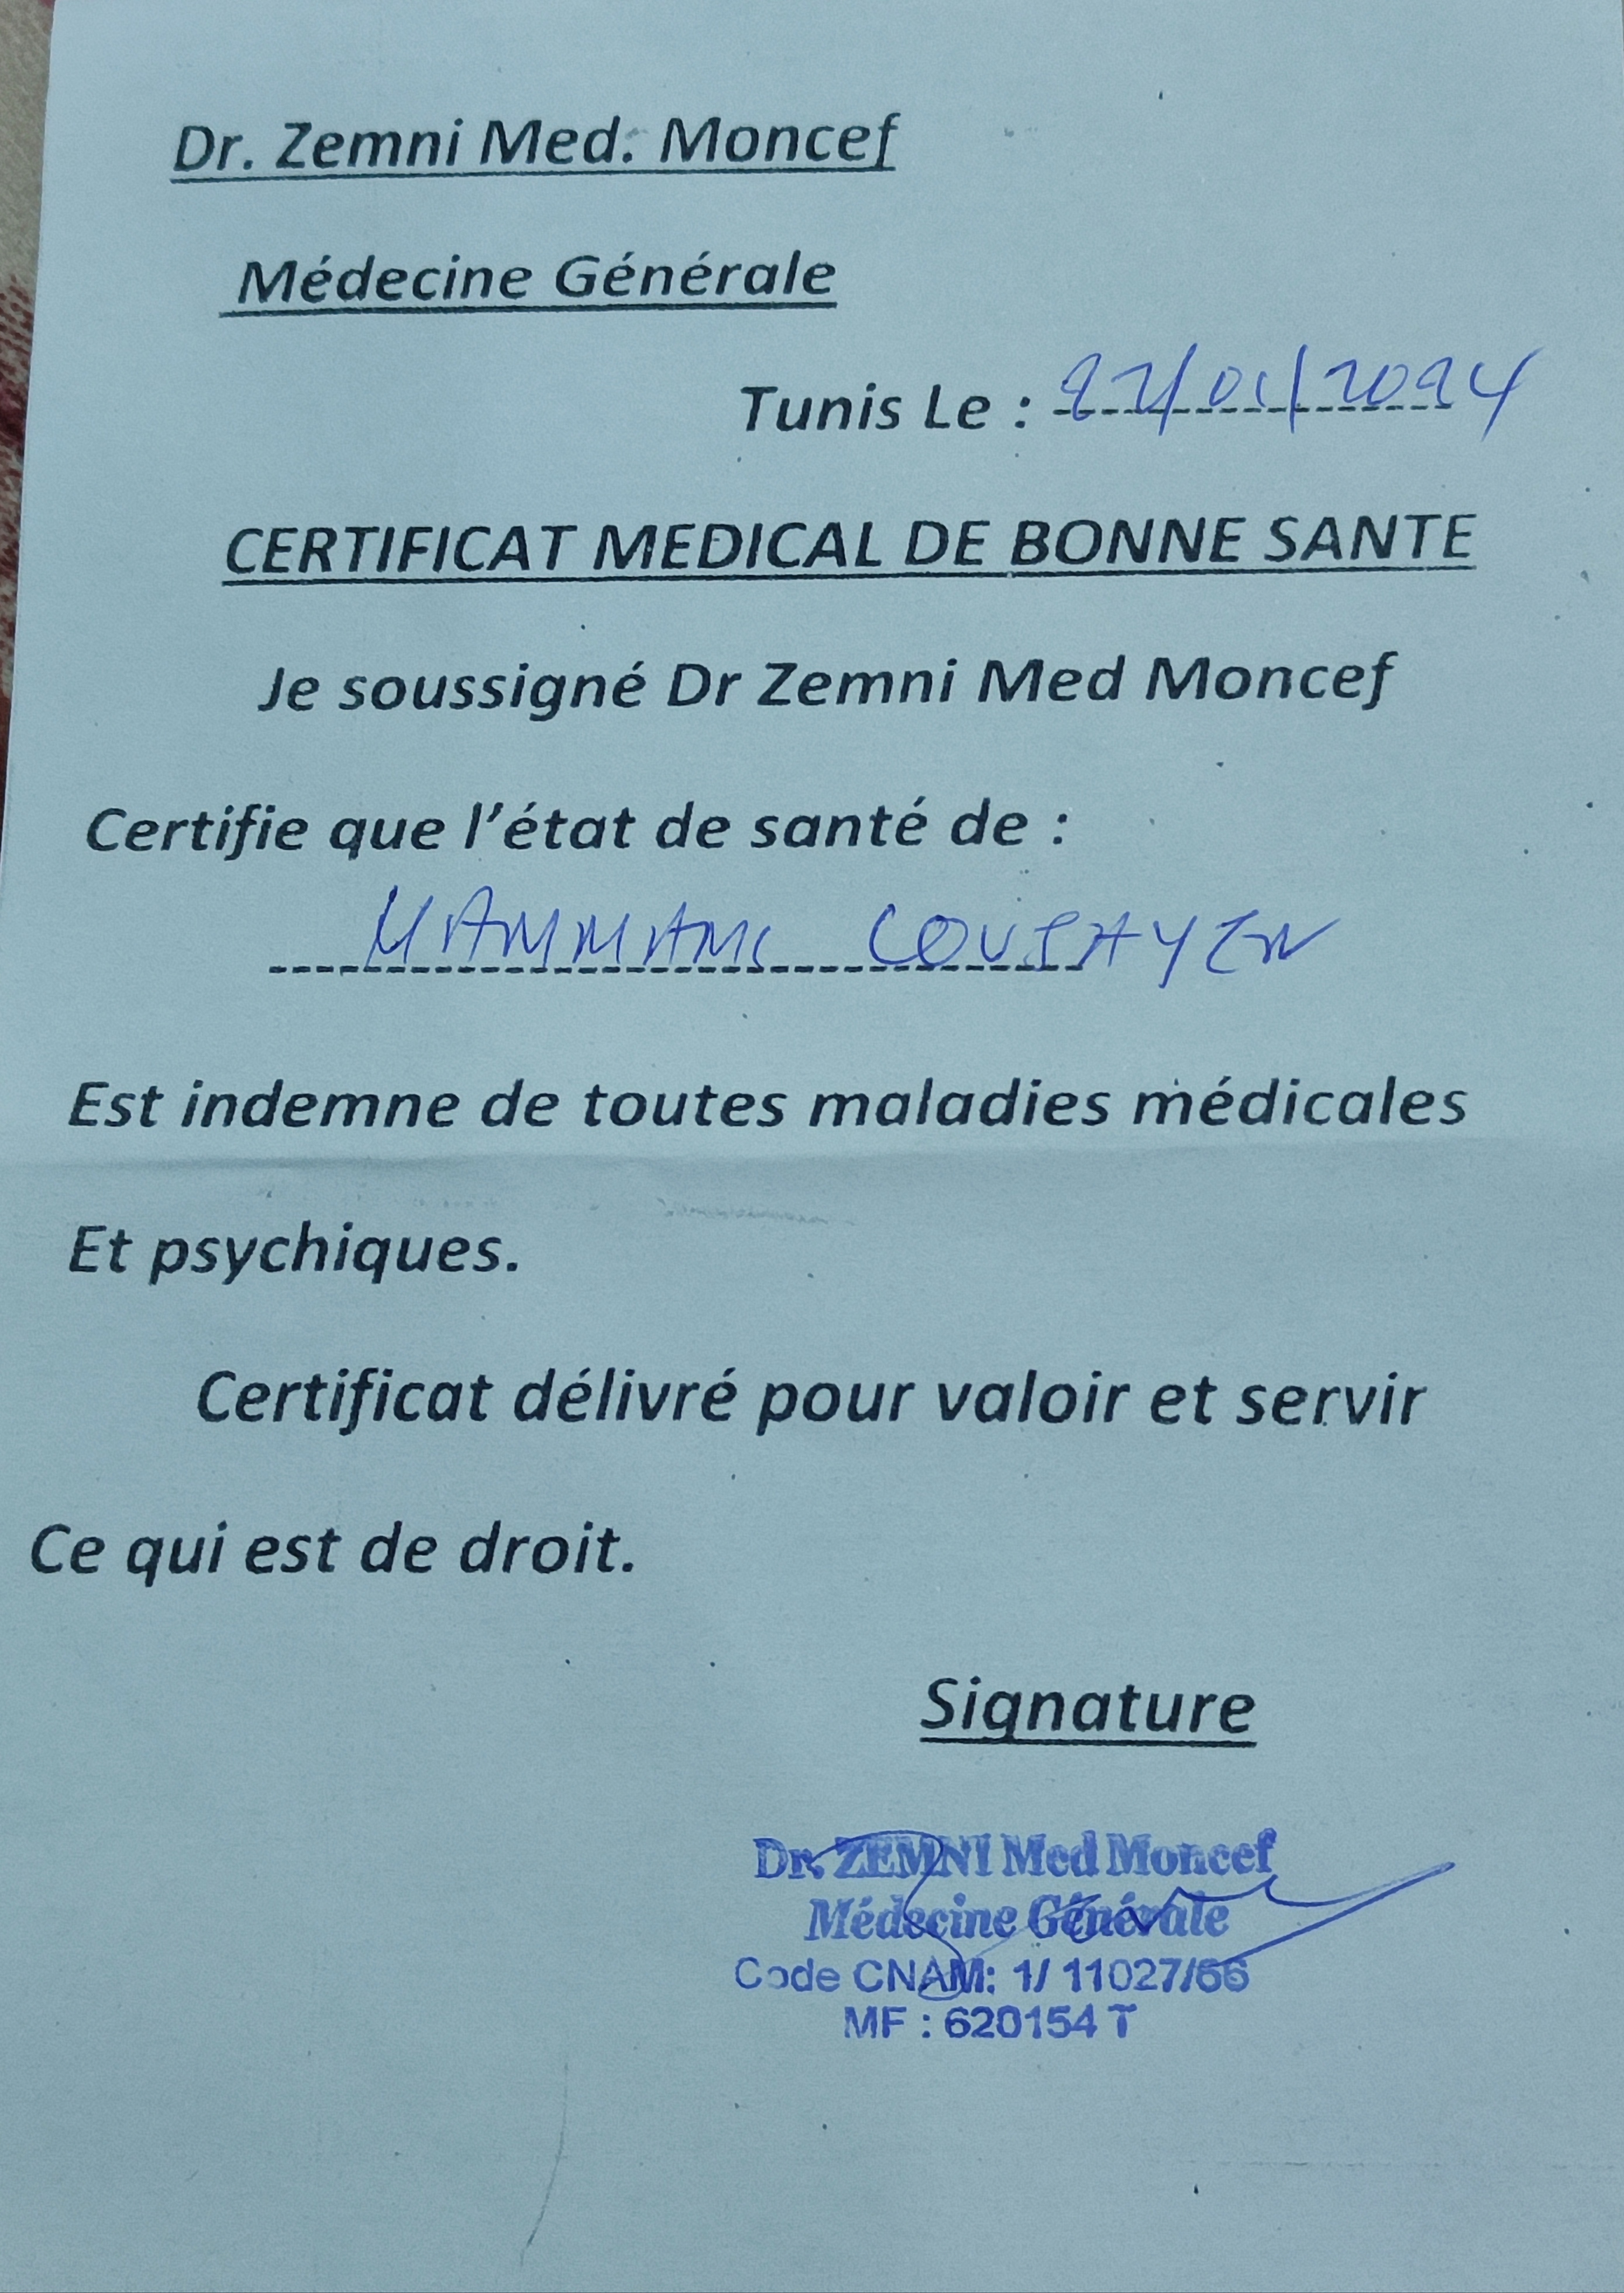 Dr. Zemni Med. Moncef
Médecine Générale
Tunis Le : 22/01/2024
CERTIFICAT MEDICAL DE BONNE SANTE
Je soussigné Dr Zemni Med Moncef
Certifie que l'état de santé de :
Est indemne de toutes maladies médicales
Et psychiques.
Certificat délivré pour valoir et servir
Ce qui est de droit.
Signature
Dr. ZEMNI Med Moncef
Médecine Générale
Code CNAM: 1/ 11027/66
MF : 620154 T